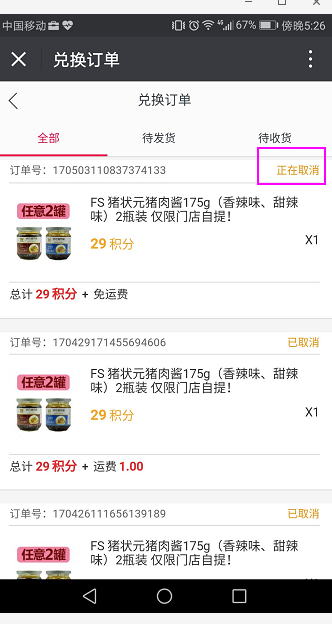 中国移动 67% 傍晚5:26
兑换订单
兑换订单
全部 待发货 待收货
订单号：170503110837374133 正在取消
任意2罐
FS 猪状元猪肉酱175g（香辣味、甜辣
味）2瓶装 仅限门店自提！
29 积分 X1
总计 29 积分 + 免运费
订单号：170429171455694606 已取消
任意2罐
FS 猪状元猪肉酱175g（香辣味、甜辣
味）2瓶装 仅限门店自提！
29 积分 X1
总计 29 积分 + 运费 1.00
订单号：170426111656139189 已取消
任意2罐
FS 猪状元猪肉酱175g（香辣味、甜辣
味）2瓶装 仅限门店自提！